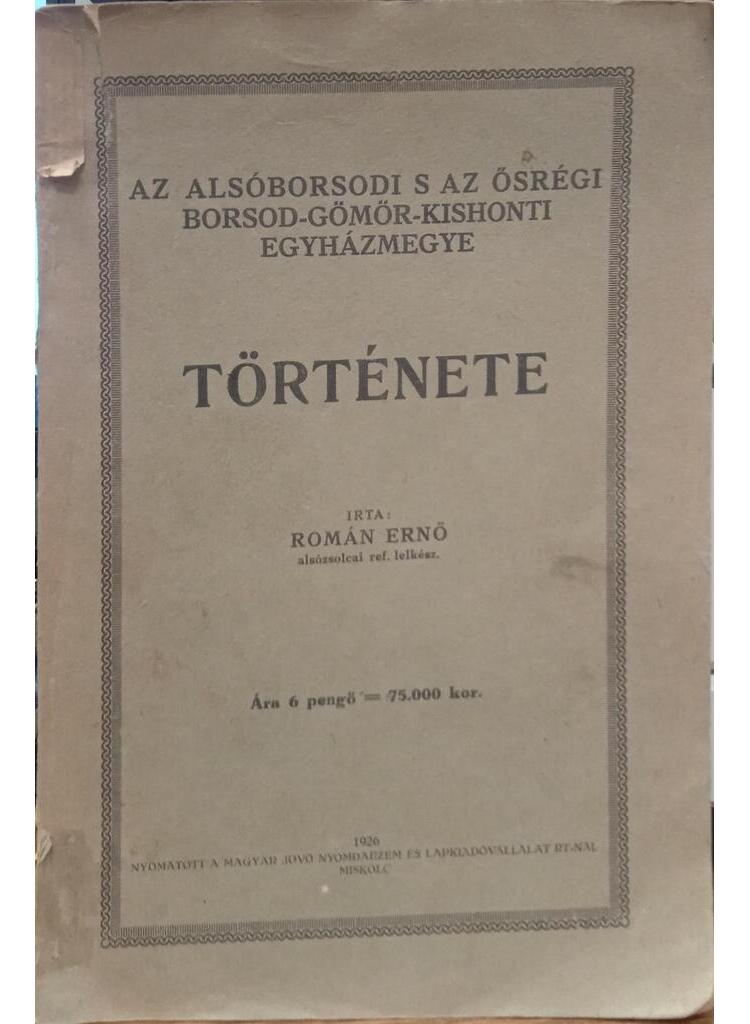 AZ ALSÓBORSODI S AZ ŐSRÉGI
BORSOD-GÖMÖR-KISHONTI
EGYHÁZMEGYE
TÖRTÉNETE
IRTA:
ROMÁN ERNŐ
alsózsolcai ref. lelkész.
Ára 6 pengő = 75.000 kor.
1926
NYOMATOTT A MAGYAR JÖVŐ NYOMDAÜZEM ÉS LAPKIADÓVÁLLALAT RT-NÁL
MISKOLC